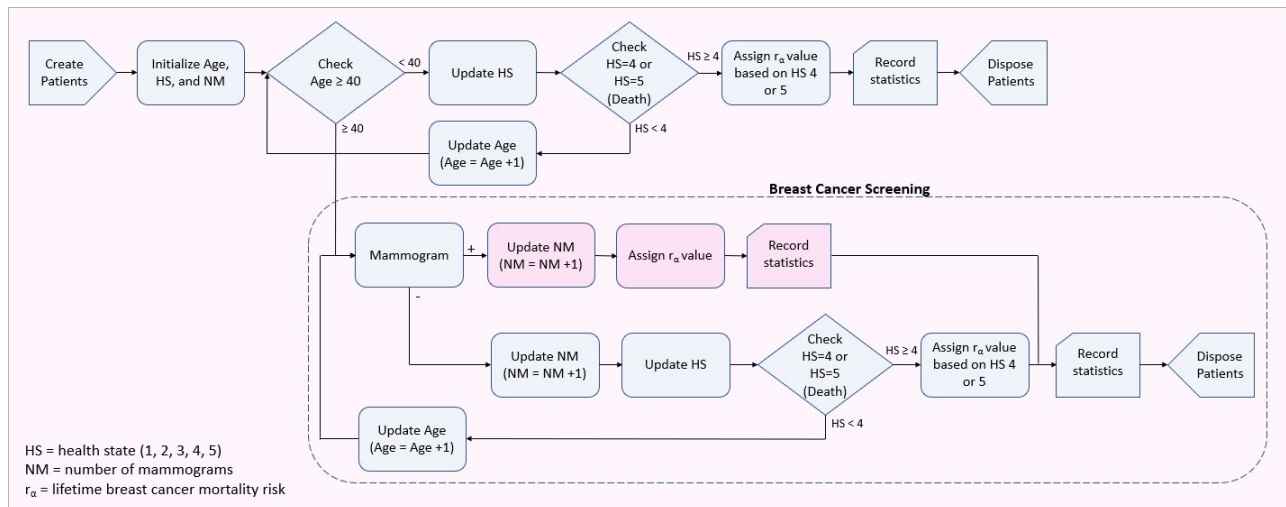 Create
Patients
Initialize Age,
HS, and NM
Check
Age ≥ 40
< 40
≥ 40
Update HS
Check
HS=4 or
HS=5
(Death)
HS ≥ 4
HS < 4
Assign rα value
based on HS 4
or 5
Record
statistics
Dispose
Patients
Update Age
(Age = Age +1)
Breast Cancer Screening
Mammogram
+
-
Update NM
(NM = NM +1)
Assign rα value
Record
statistics
Update NM
(NM = NM +1)
Update HS
Check
HS=4 or
HS=5
(Death)
HS ≥ 4
HS < 4
Assign rα value
based on HS 4
or 5
Record
statistics
Dispose
Patients
Update Age
(Age = Age +1)
HS = health state (1, 2, 3, 4, 5)
NM = number of mammograms
rα = lifetime breast cancer mortality risk